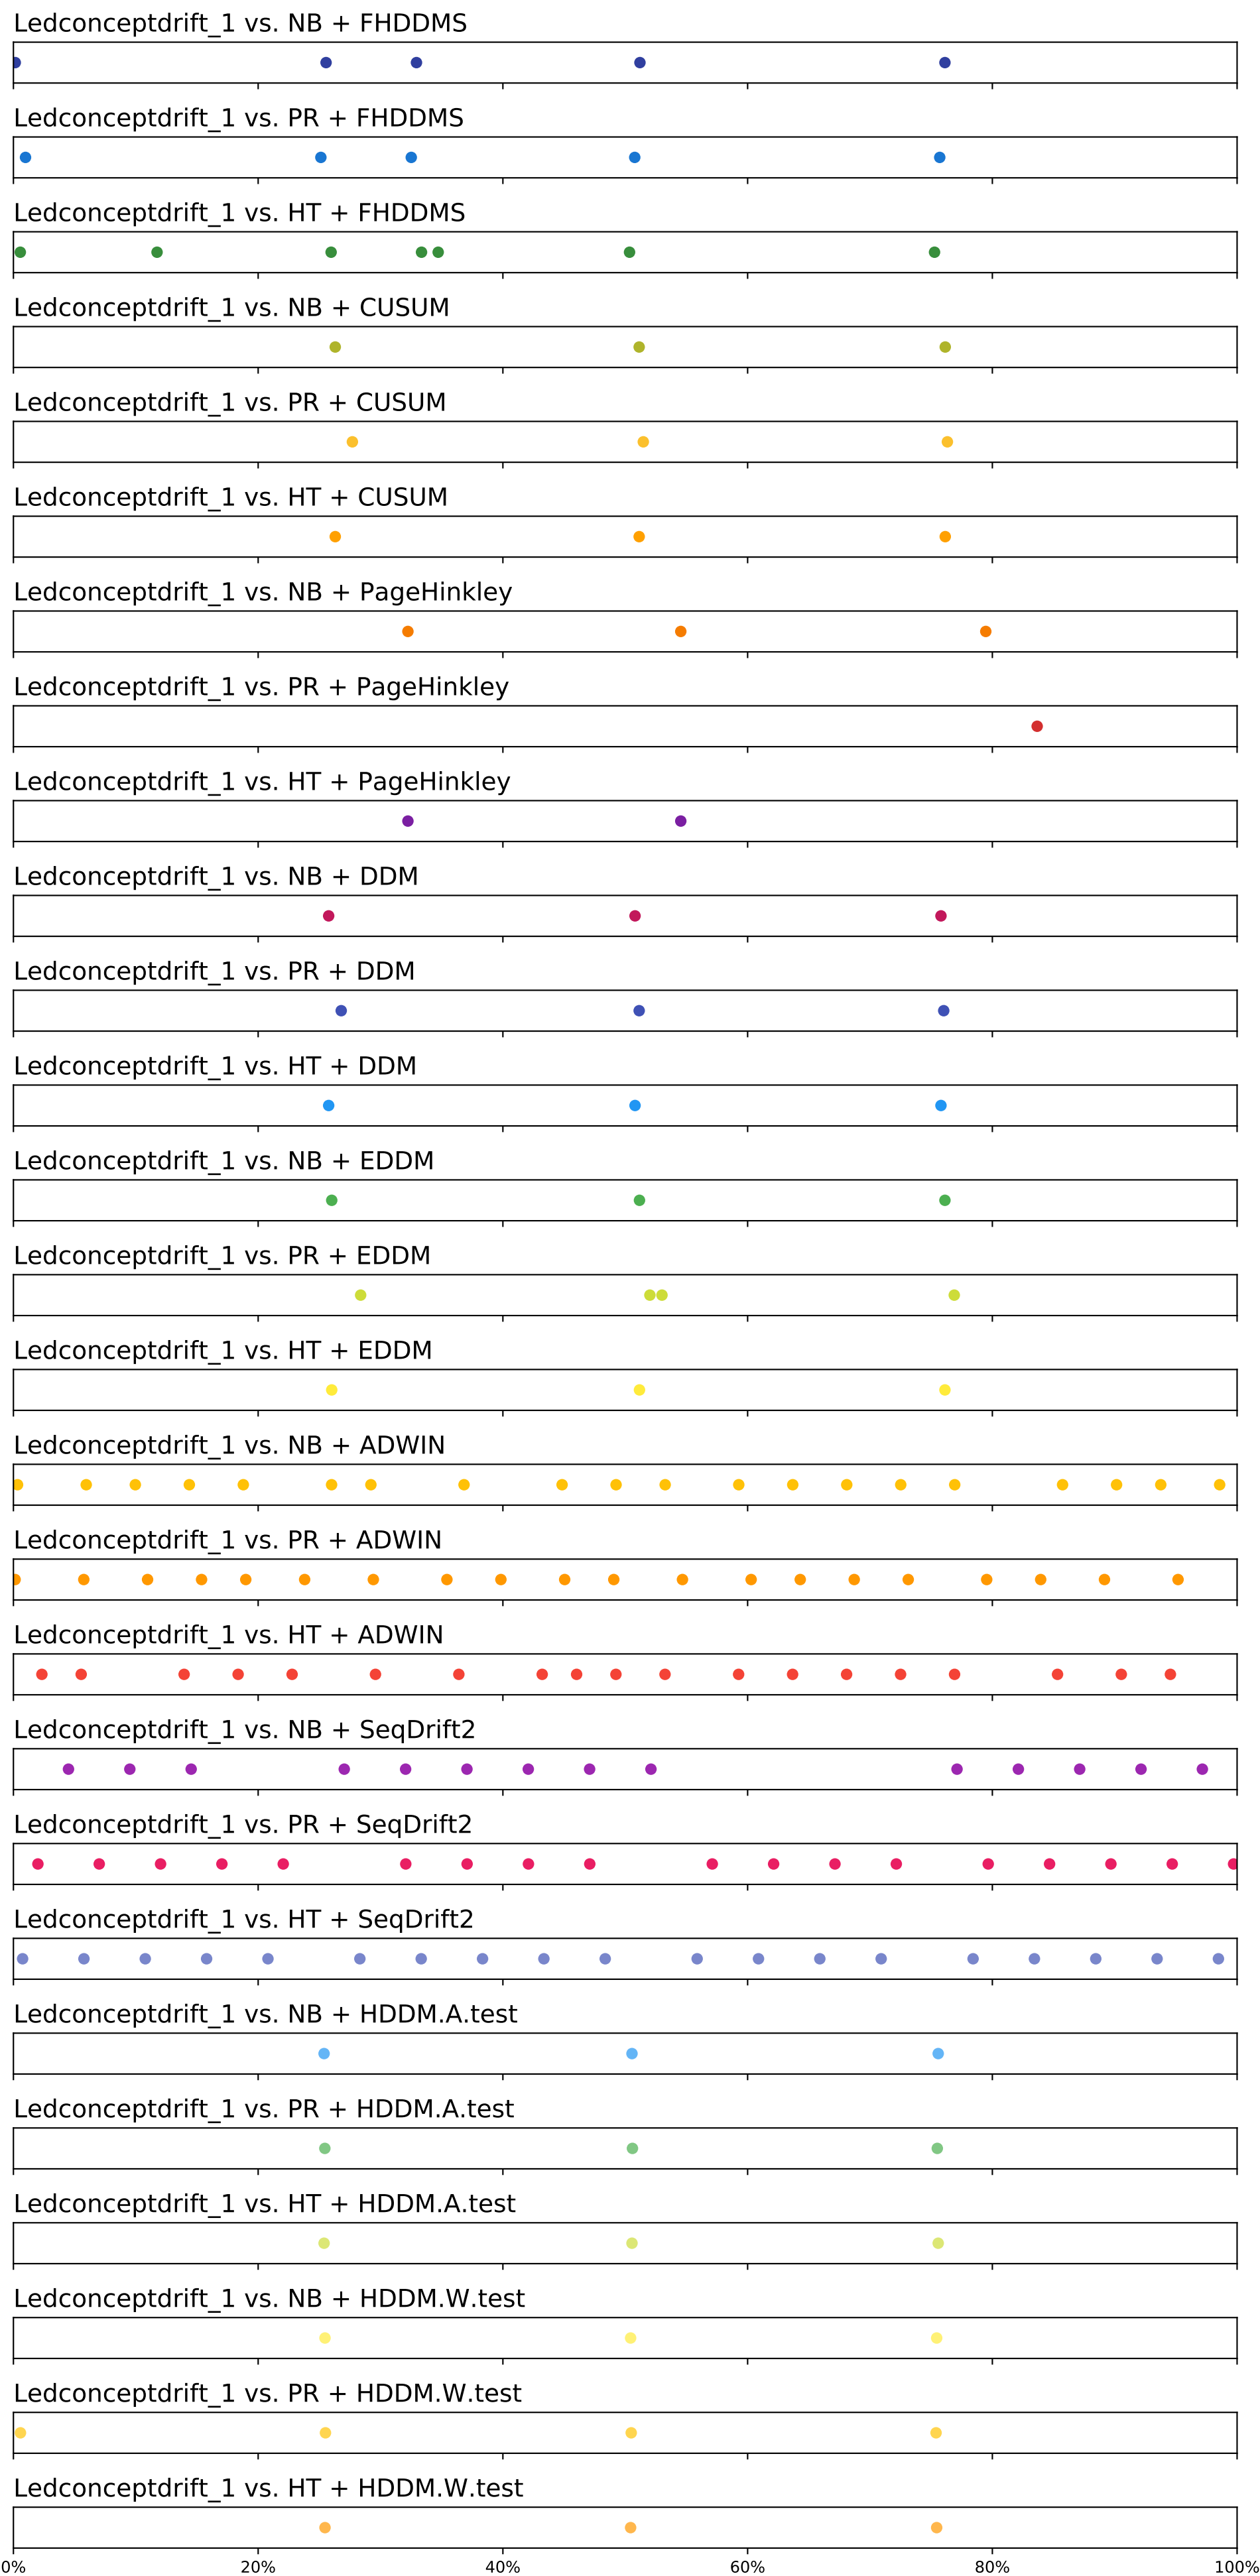 Ledconceptdrift_1 vs. NB + FHDDMS
Ledconceptdrift_1 vs. PR + FHDDMS
Ledconceptdrift_1 vs. HT + FHDDMS
Ledconceptdrift_1 vs. NB + CUSUM
Ledconceptdrift_1 vs. PR + CUSUM
Ledconceptdrift_1 vs. HT + CUSUM
Ledconceptdrift_1 vs. NB + PageHinkley
Ledconceptdrift_1 vs. PR + PageHinkley
Ledconceptdrift_1 vs. HT + PageHinkley
Ledconceptdrift_1 vs. NB + DDM
Ledconceptdrift_1 vs. PR + DDM
Ledconceptdrift_1 vs. HT + DDM
Ledconceptdrift_1 vs. NB + EDDM
Ledconceptdrift_1 vs. PR + EDDM
Ledconceptdrift_1 vs. HT + EDDM
Ledconceptdrift_1 vs. NB + ADWIN
Ledconceptdrift_1 vs. PR + ADWIN
Ledconceptdrift_1 vs. HT + ADWIN
Ledconceptdrift_1 vs. NB + SeqDrift2
Ledconceptdrift_1 vs. PR + SeqDrift2
Ledconceptdrift_1 vs. HT + SeqDrift2
Ledconceptdrift_1 vs. NB + HDDM.A.test
Ledconceptdrift_1 vs. PR + HDDM.A.test
Ledconceptdrift_1 vs. HT + HDDM.A.test
Ledconceptdrift_1 vs. NB + HDDM.W.test
Ledconceptdrift_1 vs. PR + HDDM.W.test
Ledconceptdrift_1 vs. HT + HDDM.W.test
0% 20% 40% 60% 80% 100%